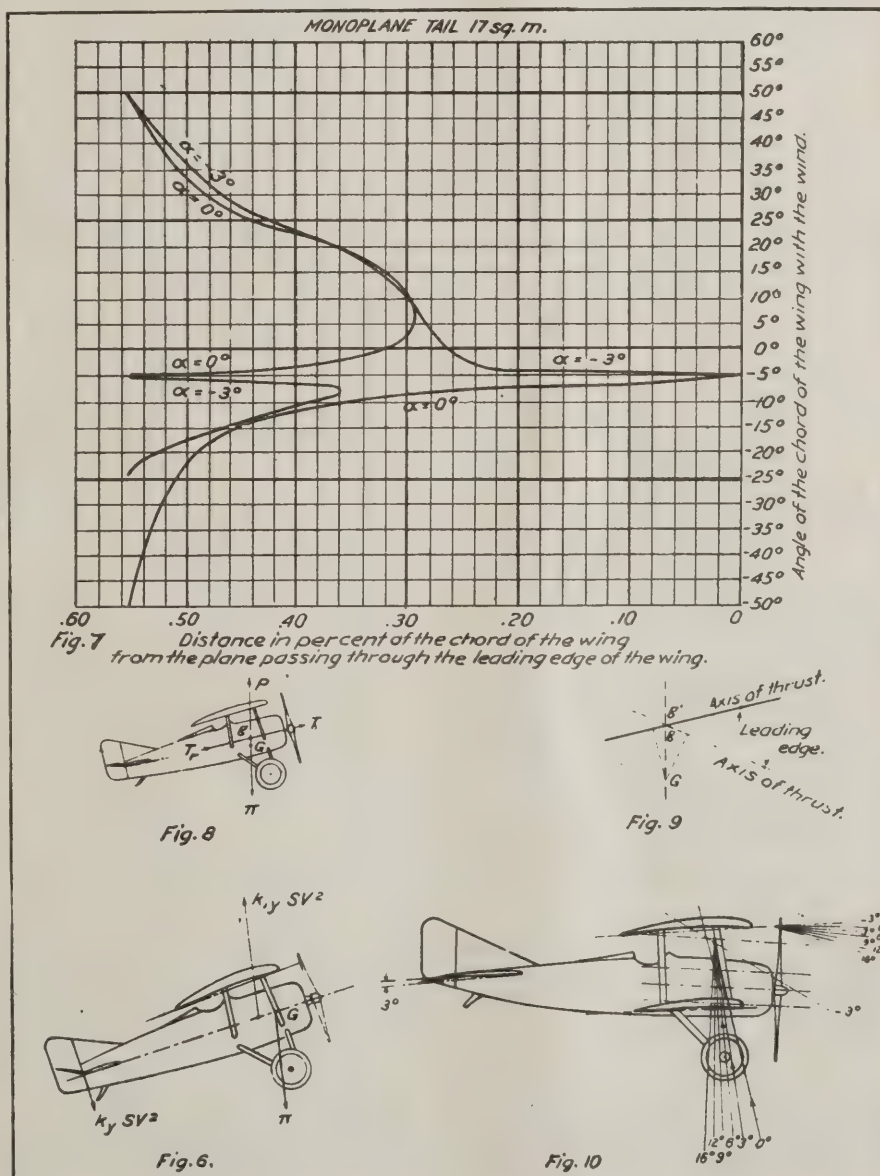 MONOPLANE TAIL 17 sq. m.
60°
55°
50°
45°
40°
35°
30°
25°
20°
15°
10°
5°
0°
-5°
-10°
-15°
-20°
-25°
-30°
-35°
-40°
-45°
-50°
Angle of the chord of the wing with the wind.
α = -3°
α = 0°
α = 0°
α = -3°
α = -3°
α = 0°
.60 .50 .40 .30 .20 .10 0
Fig. 7 Distance in per cent of the chord of the wing
from the plane passing through the leading edge of the wing.
P
g
G
T
Tr
π
Fig. 8
g'
g
G
Axis of thrust.
Leading
edge.
Axis of thrust.
Fig. 9
k,y SV²
G
ky SV²
π
Fig. 6.
3°
-3°
-3°
12° 6° 3° 0°
16° 9°
Fig. 10